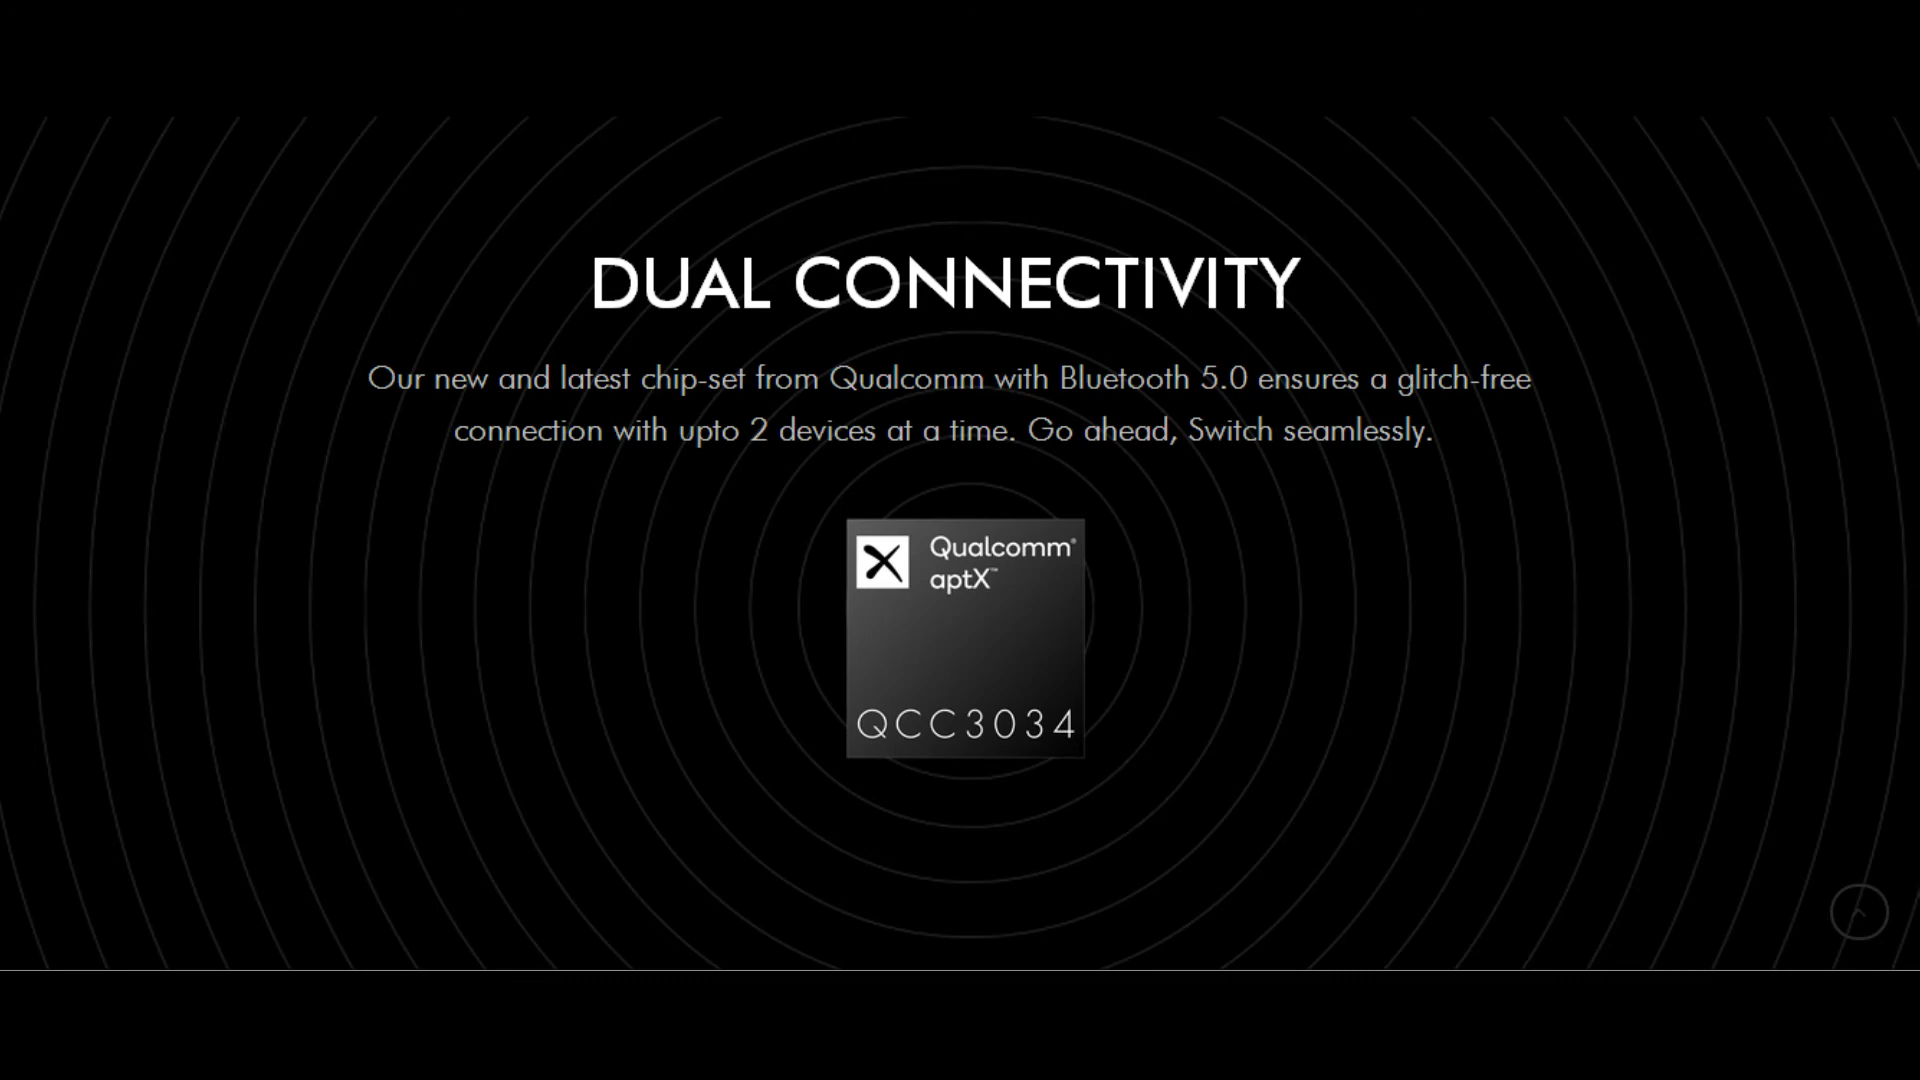 DUAL CONNECTIVITY
Our new and latest chip-set from Qualcomm with Bluetooth 5.0 ensures a glitch-free
connection with upto 2 devices at a time. Go ahead, Switch seamlessly.
Qualcomm®
aptX™
QCC3034